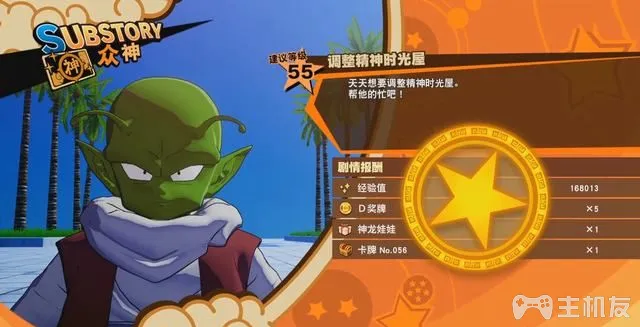 SUBSTORY
神
众神
建议等级
55
调整精神时光屋
天天想要调整精神时光屋。
帮他的忙吧！
剧情报酬
经验值 168013
D奖牌 ×5
神龙娃娃 ×1
卡牌 No.056 ×1
主机友